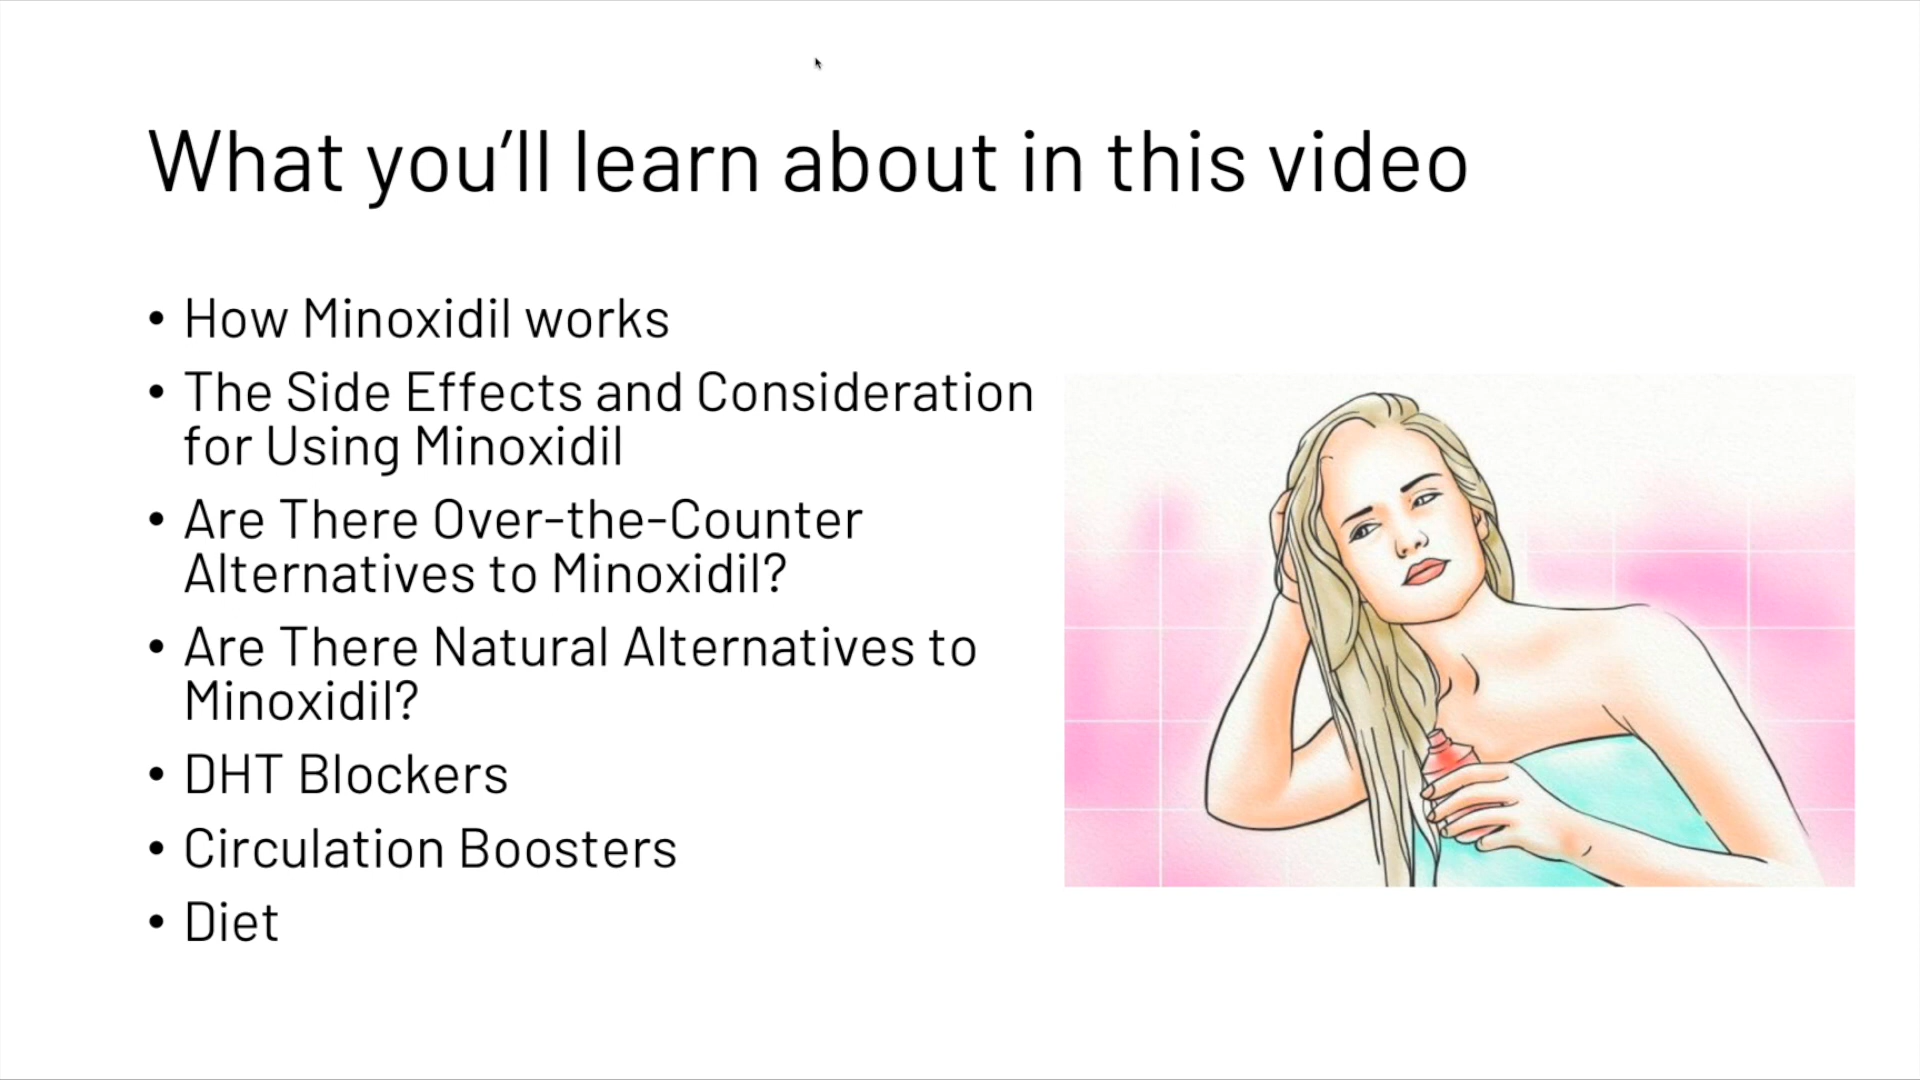 What you’ll learn about in this video
• How Minoxidil works
• The Side Effects and Consideration
for Using Minoxidil
• Are There Over-the-Counter
Alternatives to Minoxidil?
• Are There Natural Alternatives to
Minoxidil?
• DHT Blockers
• Circulation Boosters
• Diet